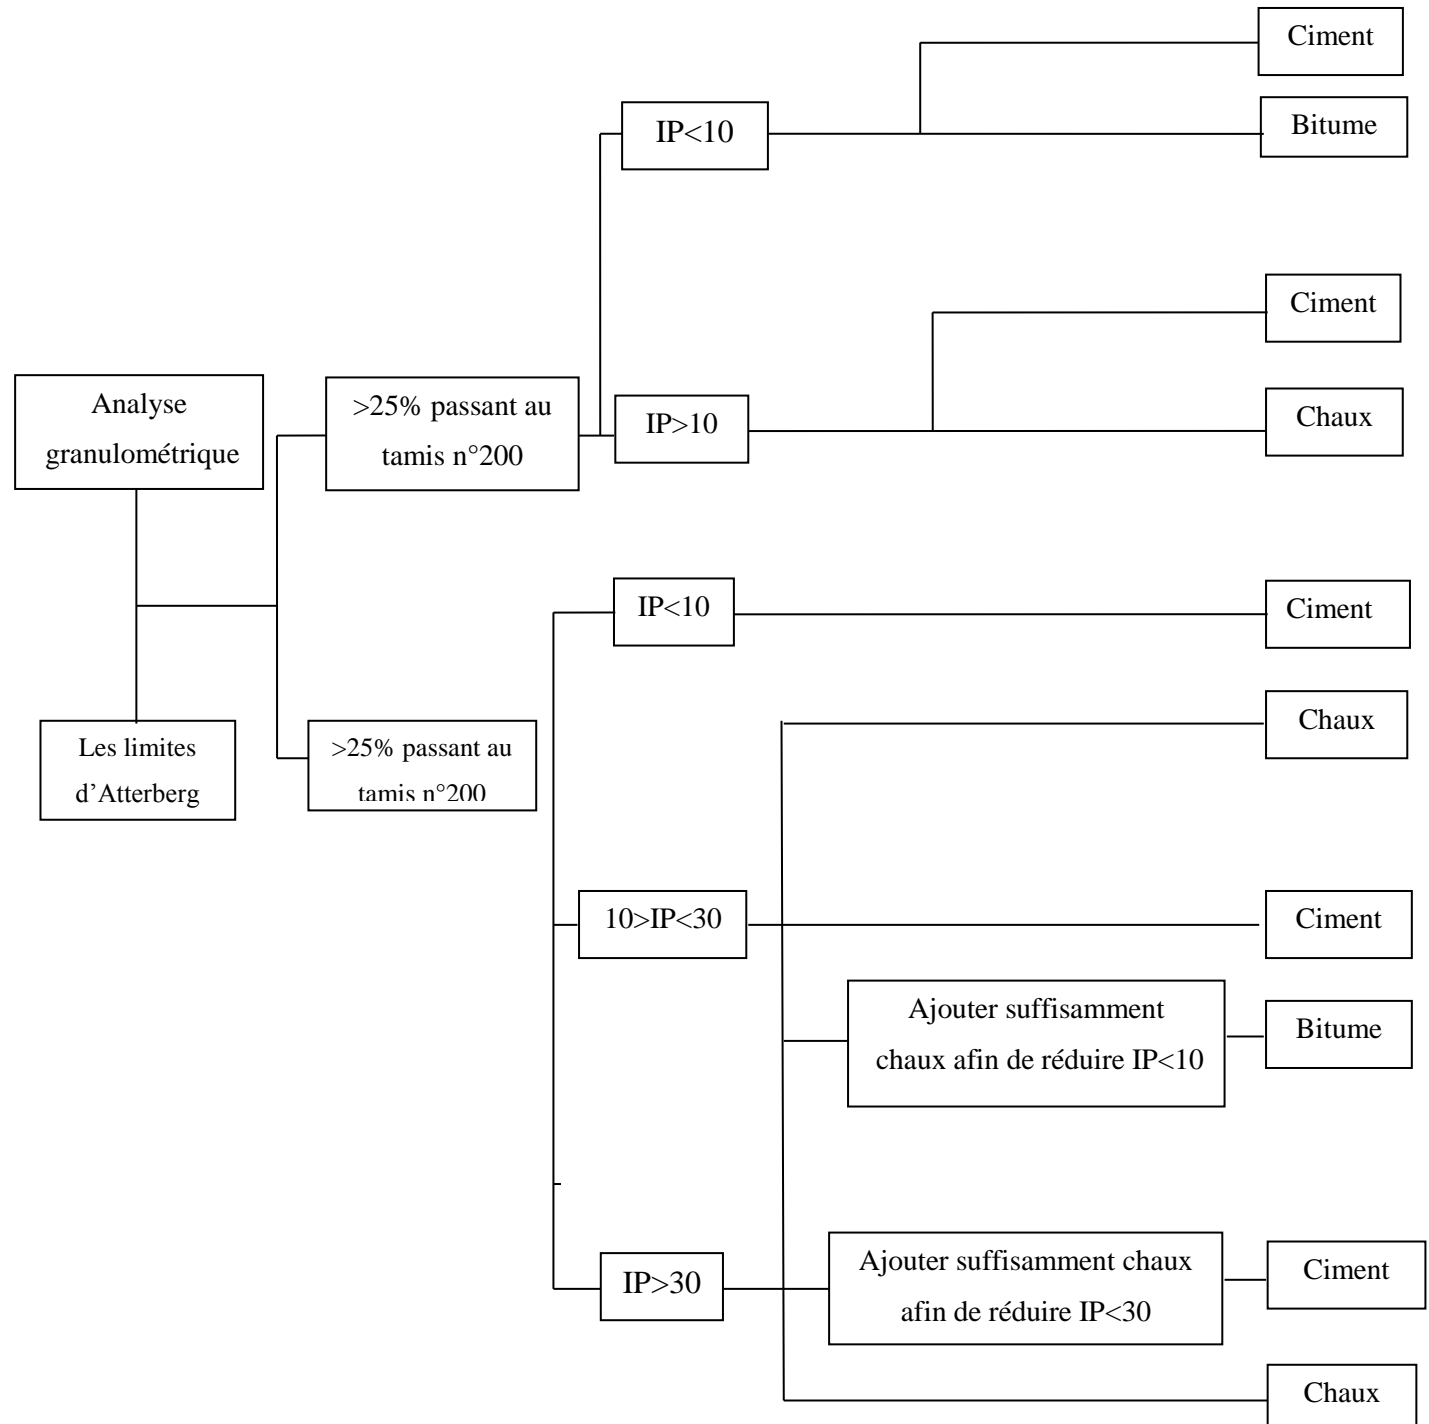 Ciment
IP<10
Bitume
Ciment
Analyse
granulométrique
>25% passant au
tamis n°200
IP>10
Chaux
IP<10
Ciment
Les limites
d’Atterberg
>25% passant au
tamis n°200
Chaux
10>IP<30
Ciment
Ajouter suffisamment
chaux afin de réduire IP<10
Bitume
IP>30
Ajouter suffisamment chaux
afin de réduire IP<30
Ciment
Chaux